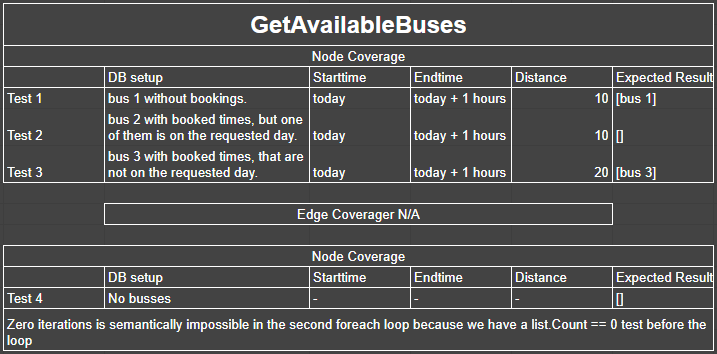 GetAvailableBuses
Node Coverage
DB setup Starttime Endtime Distance Expected Result
Test 1 bus 1 without bookings. today today + 1 hours 10 [bus 1]
bus 2 with booked times, but one
Test 2 of them is on the requested day. today today + 1 hours 10 []
bus 3 with booked times, that are
Test 3 not on the requested day. today today + 1 hours 20 [bus 3]
Edge Coverager N/A
Node Coverage
DB setup Starttime Endtime Distance Expected Result
Test 4 No busses - - - []
Zero iterations is semantically impossible in the second foreach loop because we have a list.Count == 0 test before the
loop